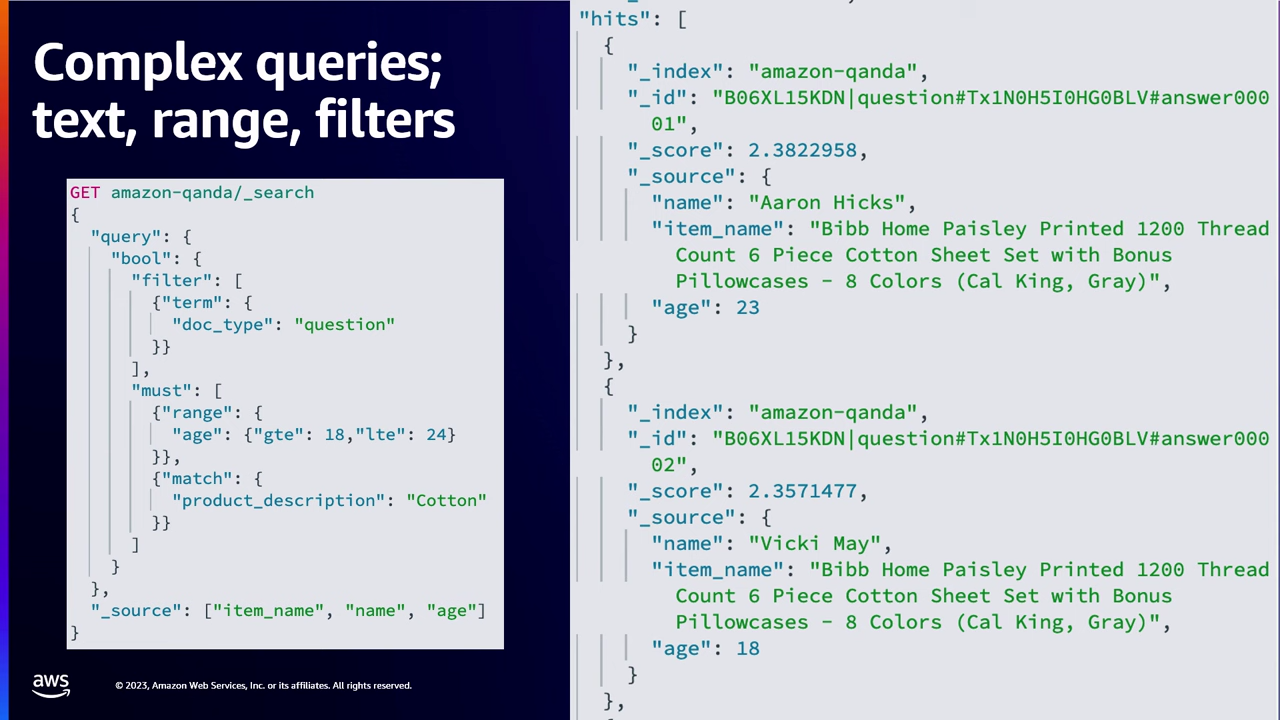 Complex queries;
text, range, filters
GET amazon-qanda/_search
{
"query": {
"bool": {
"filter": [
{"term": {
"doc_type": "question"
}}
],
"must": [
{"range": {
"age": {"gte": 18,"lte": 24}
}},
{"match": {
"product_description": "Cotton"
}}
]
}
},
"_source": ["item_name", "name", "age"]
}
aws
© 2023, Amazon Web Services, Inc. or its affiliates. All rights reserved.
"hits": [
{
"_index": "amazon-qanda",
"_id": "B06XL15KDN|question#Tx1N0H5I0HG0BLV#answer000
01",
"_score": 2.3822958,
"_source": {
"name": "Aaron Hicks",
"item_name": "Bibb Home Paisley Printed 1200 Thread
Count 6 Piece Cotton Sheet Set with Bonus
Pillowcases - 8 Colors (Cal King, Gray)",
"age": 23
}
},
{
"_index": "amazon-qanda",
"_id": "B06XL15KDN|question#Tx1N0H5I0HG0BLV#answer000
02",
"_score": 2.3571477,
"_source": {
"name": "Vicki May",
"item_name": "Bibb Home Paisley Printed 1200 Thread
Count 6 Piece Cotton Sheet Set with Bonus
Pillowcases - 8 Colors (Cal King, Gray)",
"age": 18
}
},